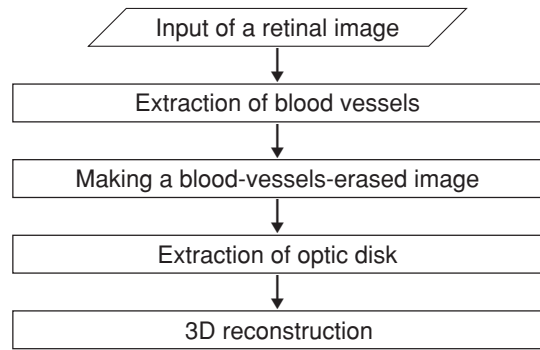 Input of a retinal image
Extraction of blood vessels
Making a blood-vessels-erased image
Extraction of optic disk
3D reconstruction